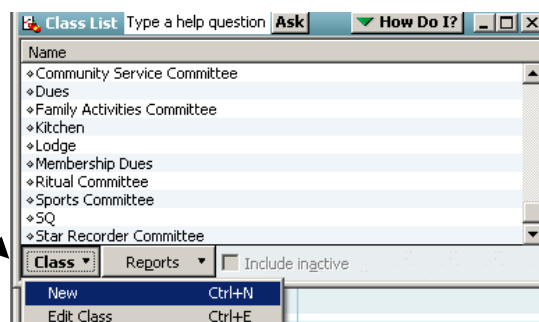 Class List Type a help question Ask How Do I?
Name
Community Service Committee
Dues
Family Activities Committee
Kitchen
Lodge
Membership Dues
Ritual Committee
Sports Committee
SQ
Star Recorder Committee
Class Reports Include inactive
New Ctrl+N
Edit Class Ctrl+E